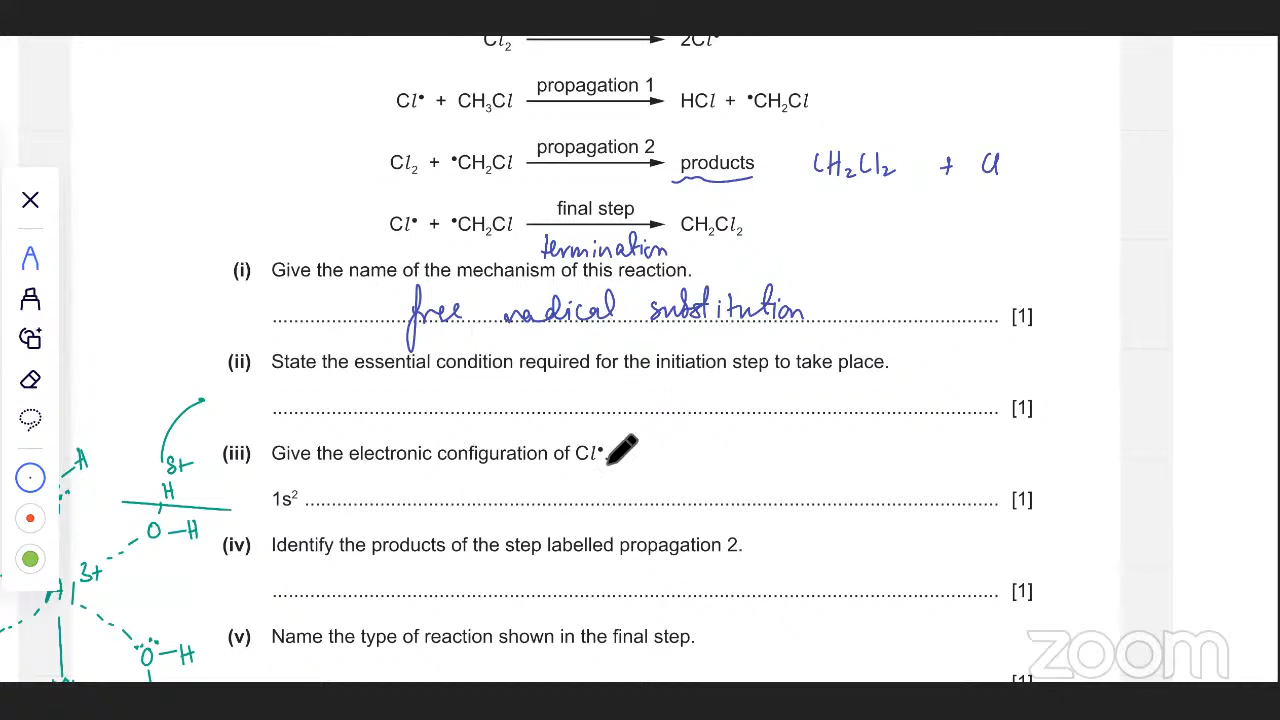 Cl₂ 2Cl•
propagation 1
Cl• + CH₃Cl HCl + •CH₂Cl
propagation 2
Cl₂ + •CH₂Cl products CH₂Cl₂ + Cl
final step
Cl• + •CH₂Cl CH₂Cl₂
termination
(i) Give the name of the mechanism of this reaction.
free radical substitution [1]
(ii) State the essential condition required for the initiation step to take place.
[1]
(iii) Give the electronic configuration of Cl•.
1s² [1]
(iv) Identify the products of the step labelled propagation 2.
[1]
(v) Name the type of reaction shown in the final step.
H
δ+
H
O—H
3+
O—H
zoom